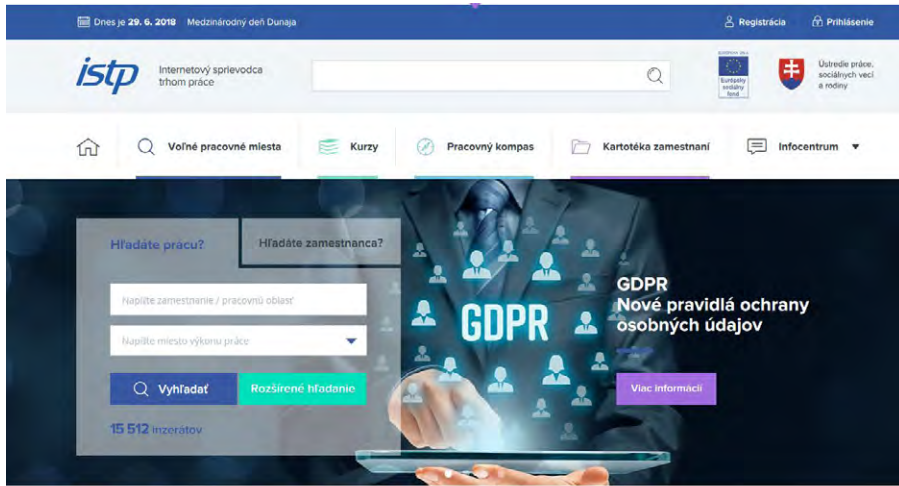 Dnes je 29. 6. 2018 Medzinárodný deň Dunaja
Registrácia
Prihlásenie
istp
Internetový sprievodca
trhom práce
Európsky
sociálny
fond
Ústredie práce,
sociálnych vecí
a rodiny
Voľné pracovné miesta
Kurzy
Pracovný kompas
Kartotéka zamestnaní
Infocentrum
Hľadáte prácu?
Hľadáte zamestnanca?
Napíšte zamestnanie / pracovnú oblasť
Napíšte miesto výkonu práce
Vyhľadať
Rozšírené hľadanie
15 512 inzerátov
GDPR
GDPR
Nové pravidlá ochrany
osobných údajov
Viac informácií